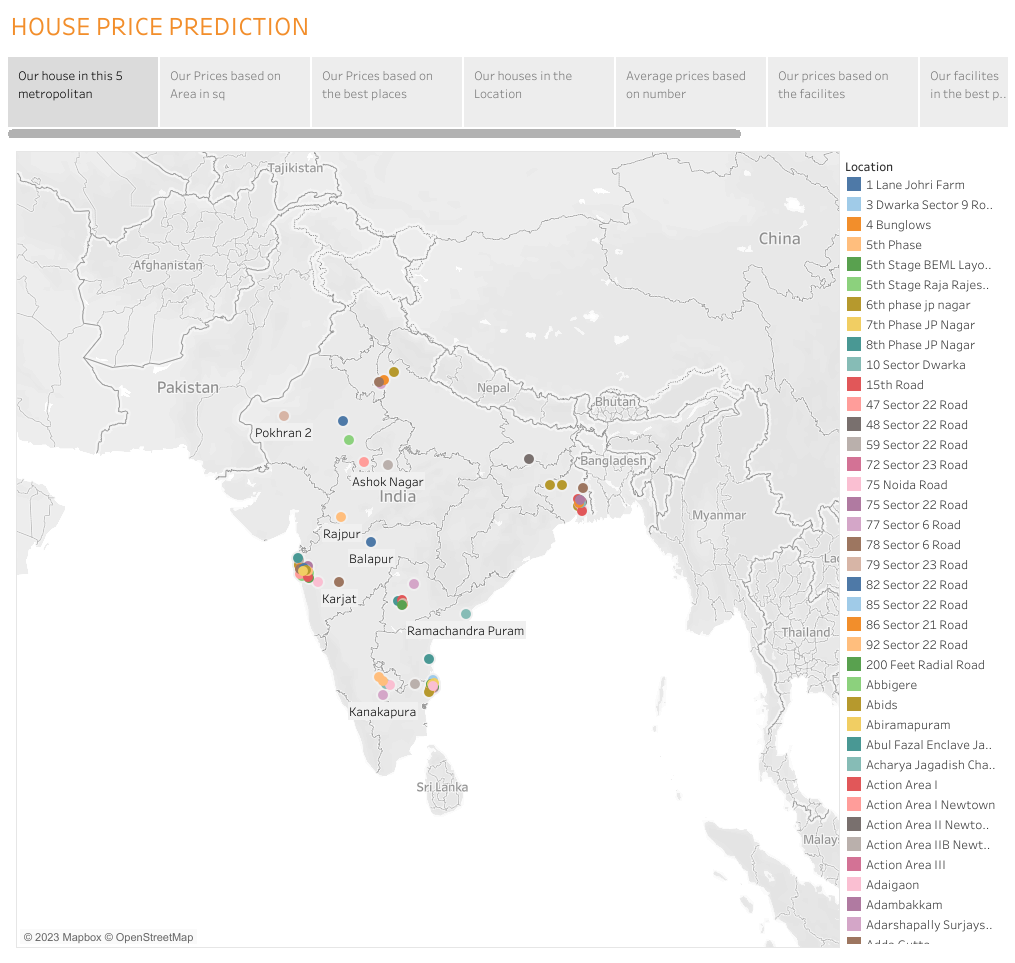 HOUSE PRICE PREDICTION
Our house in this 5
metropolitan
Our Prices based on
Area in sq
Our Prices based on
the best places
Our houses in the
Location
Average prices based
on number
Our prices based on
the facilites
Our facilites
in the best p..
Tajikistan
China
Afghanistan
Pakistan
Nepal
Bhutan
Pokhran 2
Bangladesh
Ashok Nagar
India
Myanmar
Rajpur
Balapur
Karjat
Ramachandra Puram
Thailand
Kanakapura
Sri Lanka
Malay
© 2023 Mapbox © OpenStreetMap
Location
1 Lane Johri Farm
3 Dwarka Sector 9 Ro..
4 Bunglows
5th Phase
5th Stage BEML Layo..
5th Stage Raja Rajes..
6th phase jp nagar
7th Phase JP Nagar
8th Phase JP Nagar
10 Sector Dwarka
15th Road
47 Sector 22 Road
48 Sector 22 Road
59 Sector 22 Road
72 Sector 23 Road
75 Noida Road
75 Sector 22 Road
77 Sector 6 Road
78 Sector 6 Road
79 Sector 23 Road
82 Sector 22 Road
85 Sector 22 Road
86 Sector 21 Road
92 Sector 22 Road
200 Feet Radial Road
Abbigere
Abids
Abiramapuram
Abul Fazal Enclave Ja..
Acharya Jagadish Cha..
Action Area I
Action Area I Newtown
Action Area II Newto..
Action Area IIB Newt..
Action Area III
Adaigaon
Adambakkam
Adarshapally Surjays..